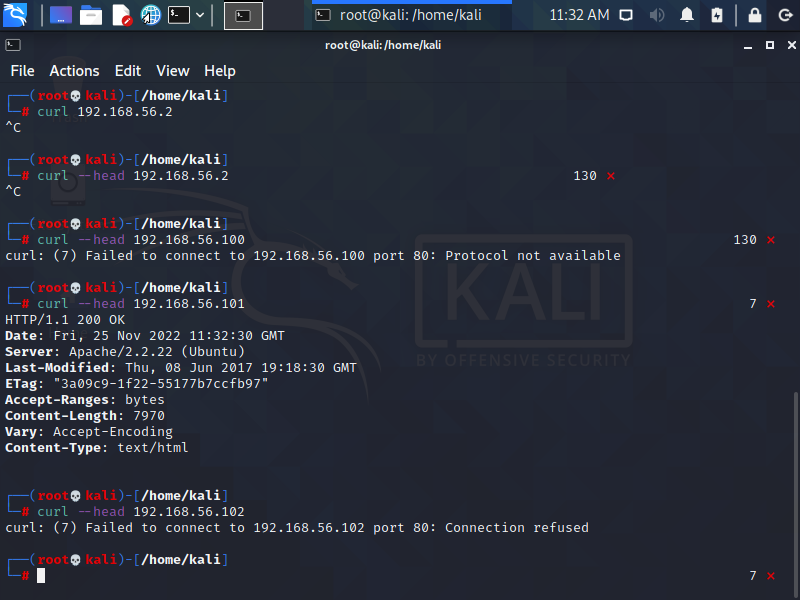 11:32 AM
root@kali: /home/kali
root@kali: /home/kali
File Actions Edit View Help
┌──(root💀kali)-[/home/kali]
└─# curl 192.168.56.2
^C
┌──(root💀kali)-[/home/kali]
└─# curl --head 192.168.56.2 130 ⨯
^C
┌──(root💀kali)-[/home/kali]
└─# curl --head 192.168.56.100 130 ⨯
curl: (7) Failed to connect to 192.168.56.100 port 80: Protocol not available
┌──(root💀kali)-[/home/kali]
└─# curl --head 192.168.56.101 7 ⨯
HTTP/1.1 200 OK
Date: Fri, 25 Nov 2022 11:32:30 GMT
Server: Apache/2.2.22 (Ubuntu)
Last-Modified: Thu, 08 Jun 2017 19:18:30 GMT
ETag: "3a09c9-1f22-55177b7ccfb97"
Accept-Ranges: bytes
Content-Length: 7970
Vary: Accept-Encoding
Content-Type: text/html
┌──(root💀kali)-[/home/kali]
└─# curl --head 192.168.56.102
curl: (7) Failed to connect to 192.168.56.102 port 80: Connection refused
┌──(root💀kali)-[/home/kali]
└─# 7 ⨯
KALI
BY OFFENSIVE SECURITY